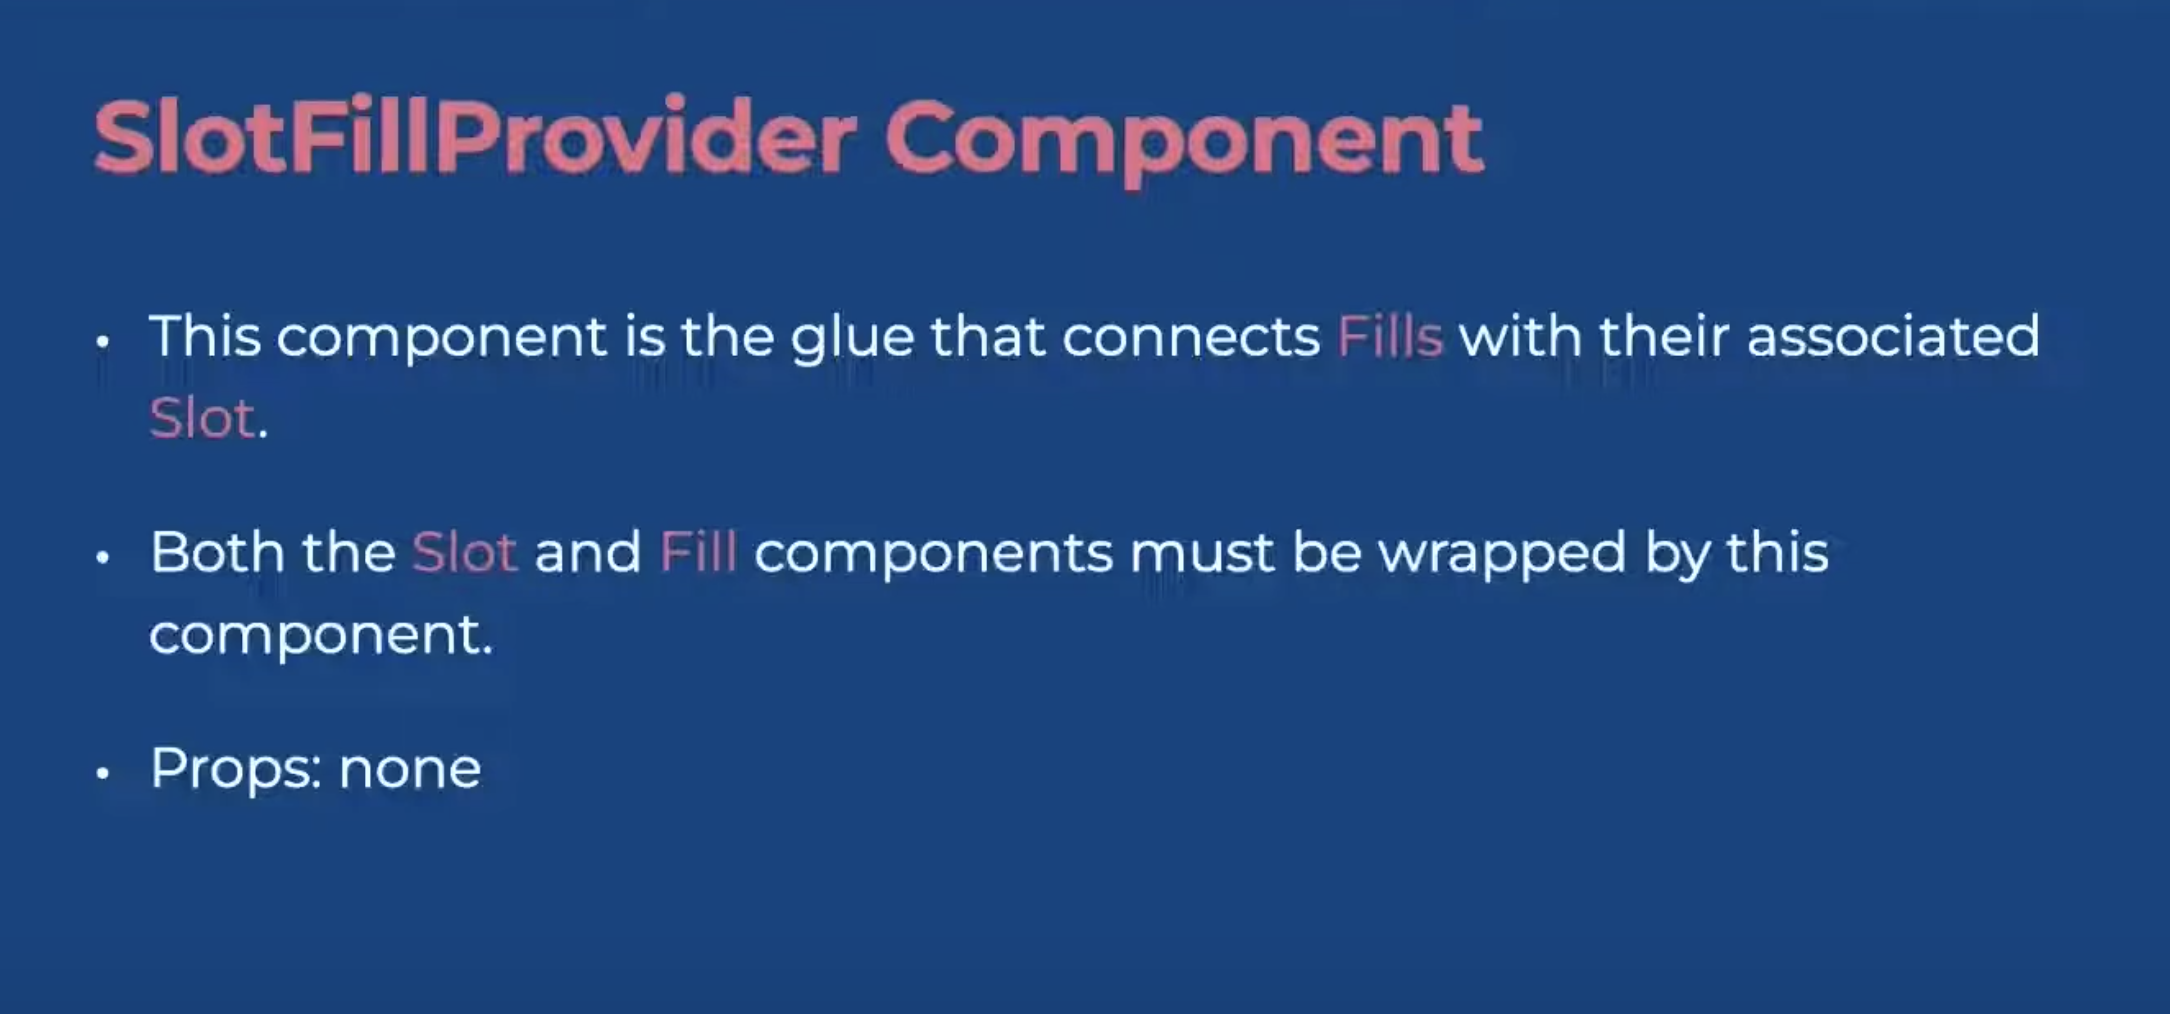 SlotFillProvider Component
• This component is the glue that connects Fills with their associated
Slot.
• Both the Slot and Fill components must be wrapped by this
component.
• Props: none